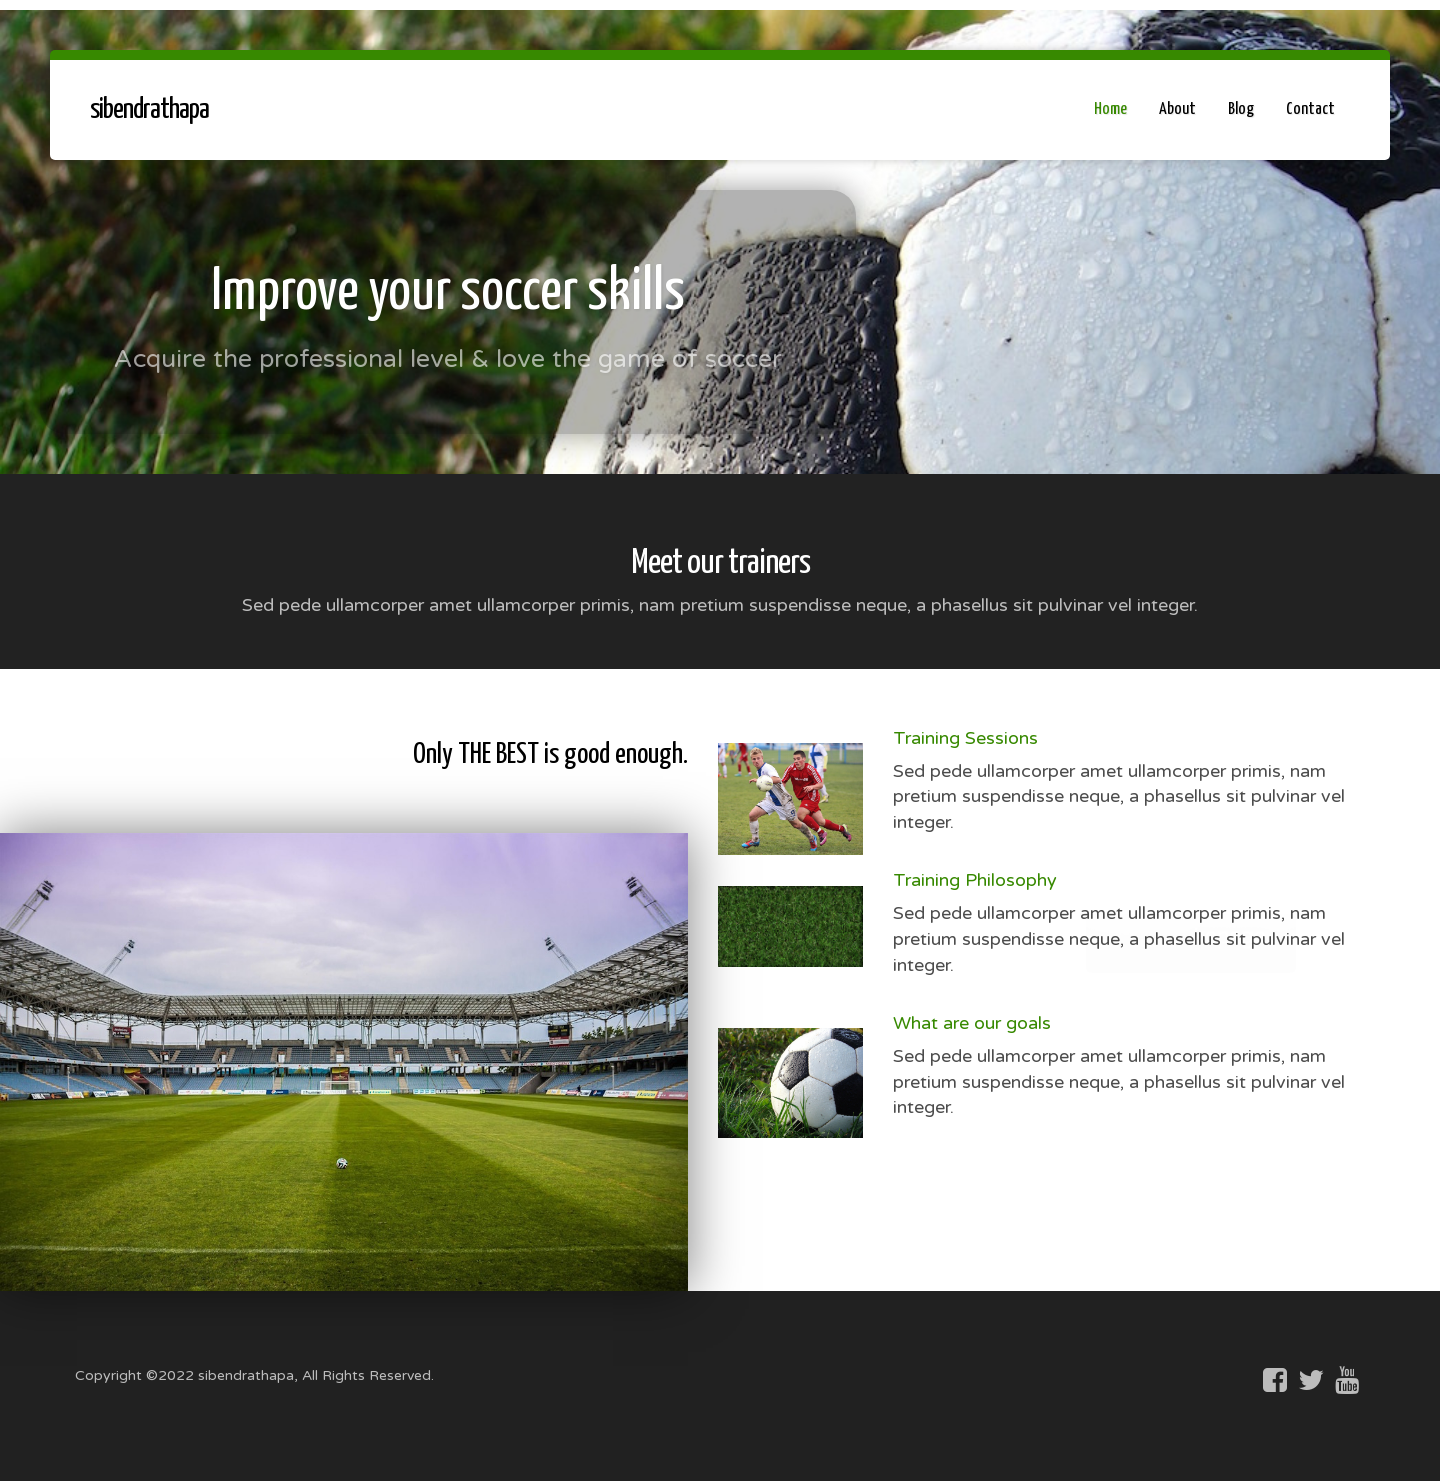 sibendrathapa
Home About Blog Contact
Improve your soccer skills
Acquire the professional level & love the game of soccer
Meet our trainers
Sed pede ullamcorper amet ullamcorper primis, nam pretium suspendisse neque, a phasellus sit pulvinar vel integer.
Only THE BEST is good enough.
Training Sessions
Sed pede ullamcorper amet ullamcorper primis, nam
pretium suspendisse neque, a phasellus sit pulvinar vel
integer.
Training Philosophy
Sed pede ullamcorper amet ullamcorper primis, nam
pretium suspendisse neque, a phasellus sit pulvinar vel
integer.
What are our goals
Sed pede ullamcorper amet ullamcorper primis, nam
pretium suspendisse neque, a phasellus sit pulvinar vel
integer.
Copyright ©2022 sibendrathapa, All Rights Reserved.
You
Tube